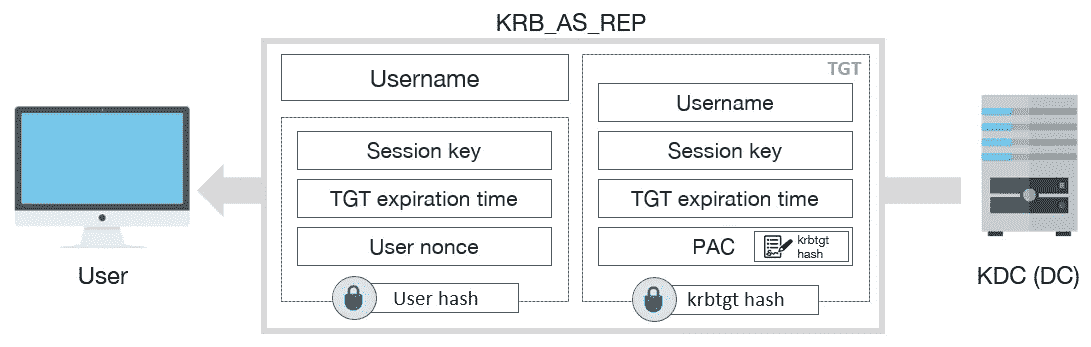 KRB_AS_REP
Username
Session key
TGT expiration time
User nonce
User hash
TGT
Username
Session key
TGT expiration time
PAC
krbtgt
hash
krbtgt hash
User
KDC (DC)